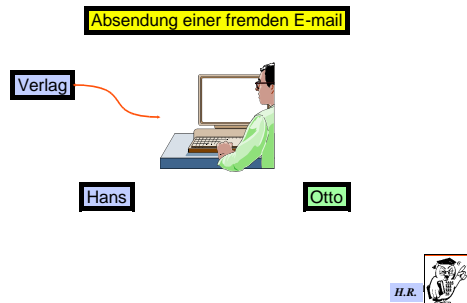 Absendung einer fremden E-mail
Verlag
Hans
Otto
H.R.